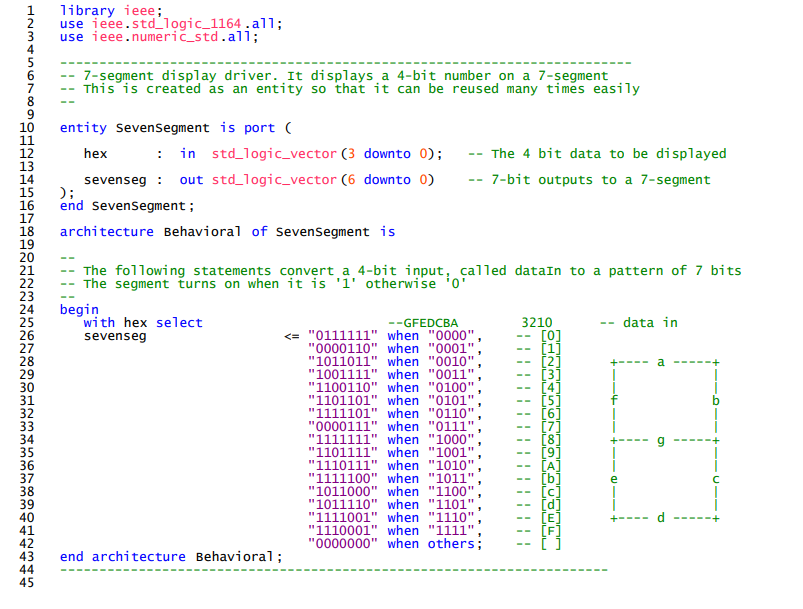 1 library ieee;
2 use ieee.std_logic_1164.all;
3 use ieee.numeric_std.all;
4
5 ------------------------------------------------------------------------
6 -- 7-segment display driver. It displays a 4-bit number on a 7-segment
7 -- This is created as an entity so that it can be reused many times easily
8 --
9
10 entity SevenSegment is port (
11
12 hex : in std_logic_vector(3 downto 0); -- The 4 bit data to be displayed
13
14 sevenseg : out std_logic_vector(6 downto 0) -- 7-bit outputs to a 7-segment
15 );
16 end SevenSegment;
17
18 architecture Behavioral of SevenSegment is
19
20 --
21 -- The following statements convert a 4-bit input, called dataIn to a pattern of 7 bits
22 -- The segment turns on when it is '1' otherwise '0'
23 --
24 begin
25 with hex select --GFEDCBA 3210 -- data in
26 sevenseg <= "0111111" when "0000", -- [0]
27 "0000110" when "0001", -- [1]
28 "1011011" when "0010", -- [2] +---- a -----+
29 "1001111" when "0011", -- [3] | |
30 "1100110" when "0100", -- [4] | |
31 "1101101" when "0101", -- [5] f b
32 "1111101" when "0110", -- [6] | |
33 "0000111" when "0111", -- [7] | |
34 "1111111" when "1000", -- [8] +---- g -----+
35 "1101111" when "1001", -- [9] | |
36 "1110111" when "1010", -- [A] | |
37 "1111100" when "1011", -- [b] e c
38 "1011000" when "1100", -- [c] | |
39 "1011110" when "1101", -- [d] | |
40 "1111001" when "1110", -- [E] +---- d -----+
41 "1110001" when "1111", -- [F]
42 "0000000" when others; -- [ ]
43 end architecture Behavioral;
44 ---------------------------------------------------------------------
45